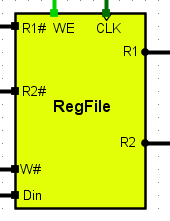 R1# WE CLK
R1
R2#
RegFile
R2
W#
Din